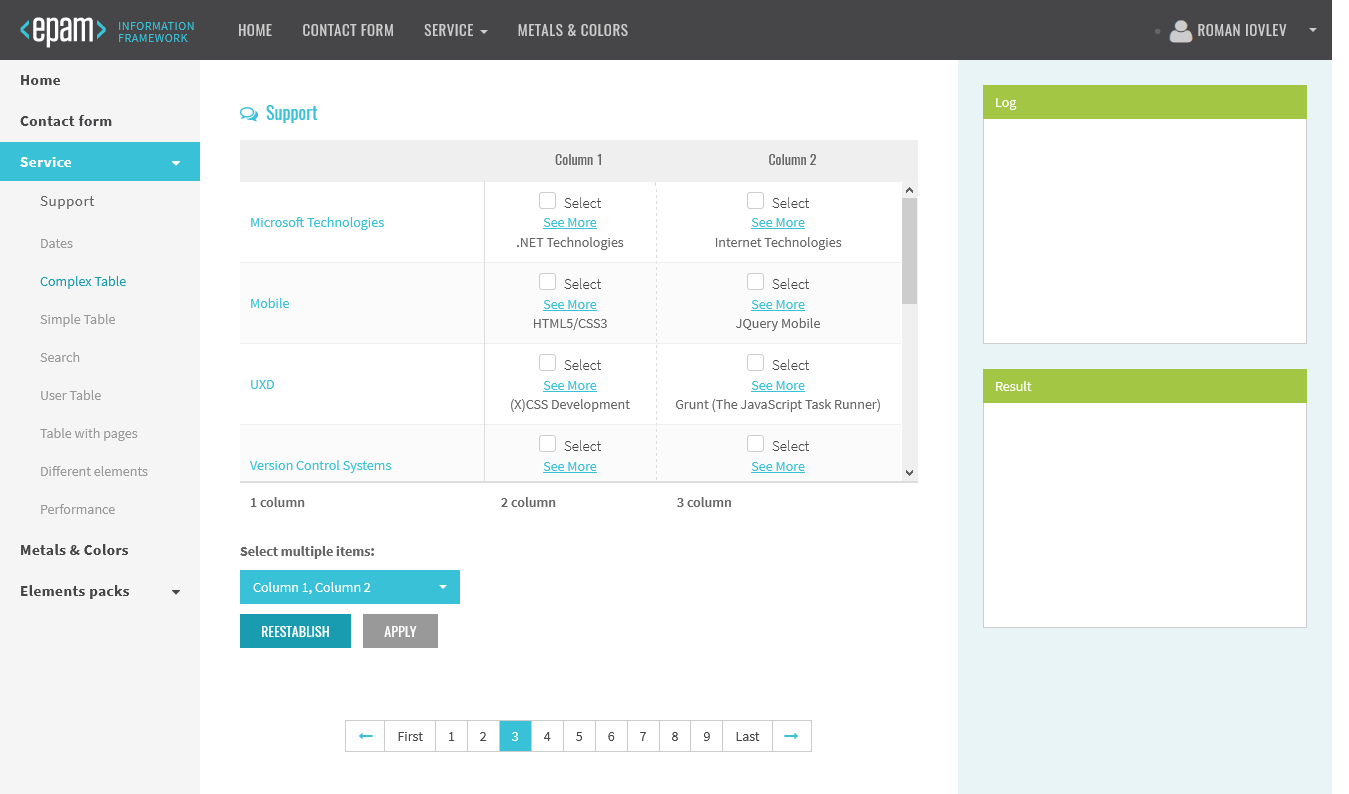 <epam> INFORMATION FRAMEWORK
HOME CONTACT FORM SERVICE METALS & COLORS ROMAN IOVLEV
Home
Contact form
Service
Support
Dates
Complex Table
Simple Table
Search
User Table
Table with pages
Different elements
Performance
Metals & Colors
Elements packs
Support
Column 1 Column 2
Microsoft Technologies
Select
See More
.NET Technologies
Select
See More
Internet Technologies
Mobile
Select
See More
HTML5/CSS3
Select
See More
JQuery Mobile
UXD
Select
See More
(X)CSS Development
Select
See More
Grunt (The JavaScript Task Runner)
Version Control Systems
Select
See More
Select
See More
1 column 2 column 3 column
Select multiple items:
Column 1, Column 2
REESTABLISH APPLY
First 1 2 3 4 5 6 7 8 9 Last
Log
Result